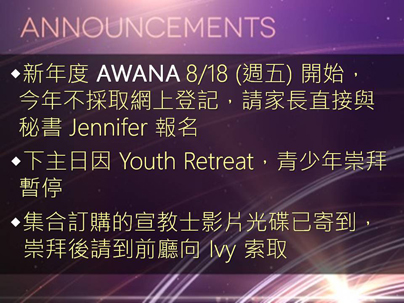 ANNOUNCEMENTS
◆新年度 AWANA 8/18 (週五) 開始，
今年不採取網上登記，請家長直接與
秘書 Jennifer 報名
◆下主日因 Youth Retreat，青少年崇拜
暫停
◆集合訂購的宣教士影片光碟已寄到，
崇拜後請到前廳向 Ivy 索取